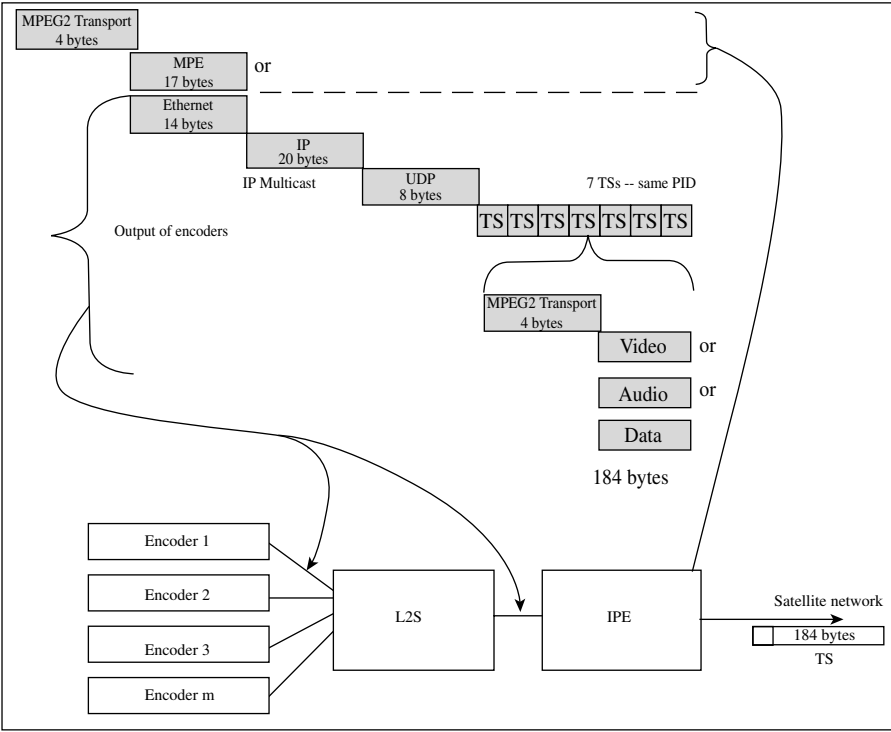 MPEG2 Transport
4 bytes
MPE
17 bytes
or
Ethernet
14 bytes
IP
20 bytes
IP Multicast
UDP
8 bytes
7 TSs -- same PID
TS TS TS TS TS TS TS
Output of encoders
MPEG2 Transport
4 bytes
Video or
Audio or
Data
184 bytes
Encoder 1
Encoder 2
Encoder 3
Encoder m
L2S
IPE
Satellite network
184 bytes
TS